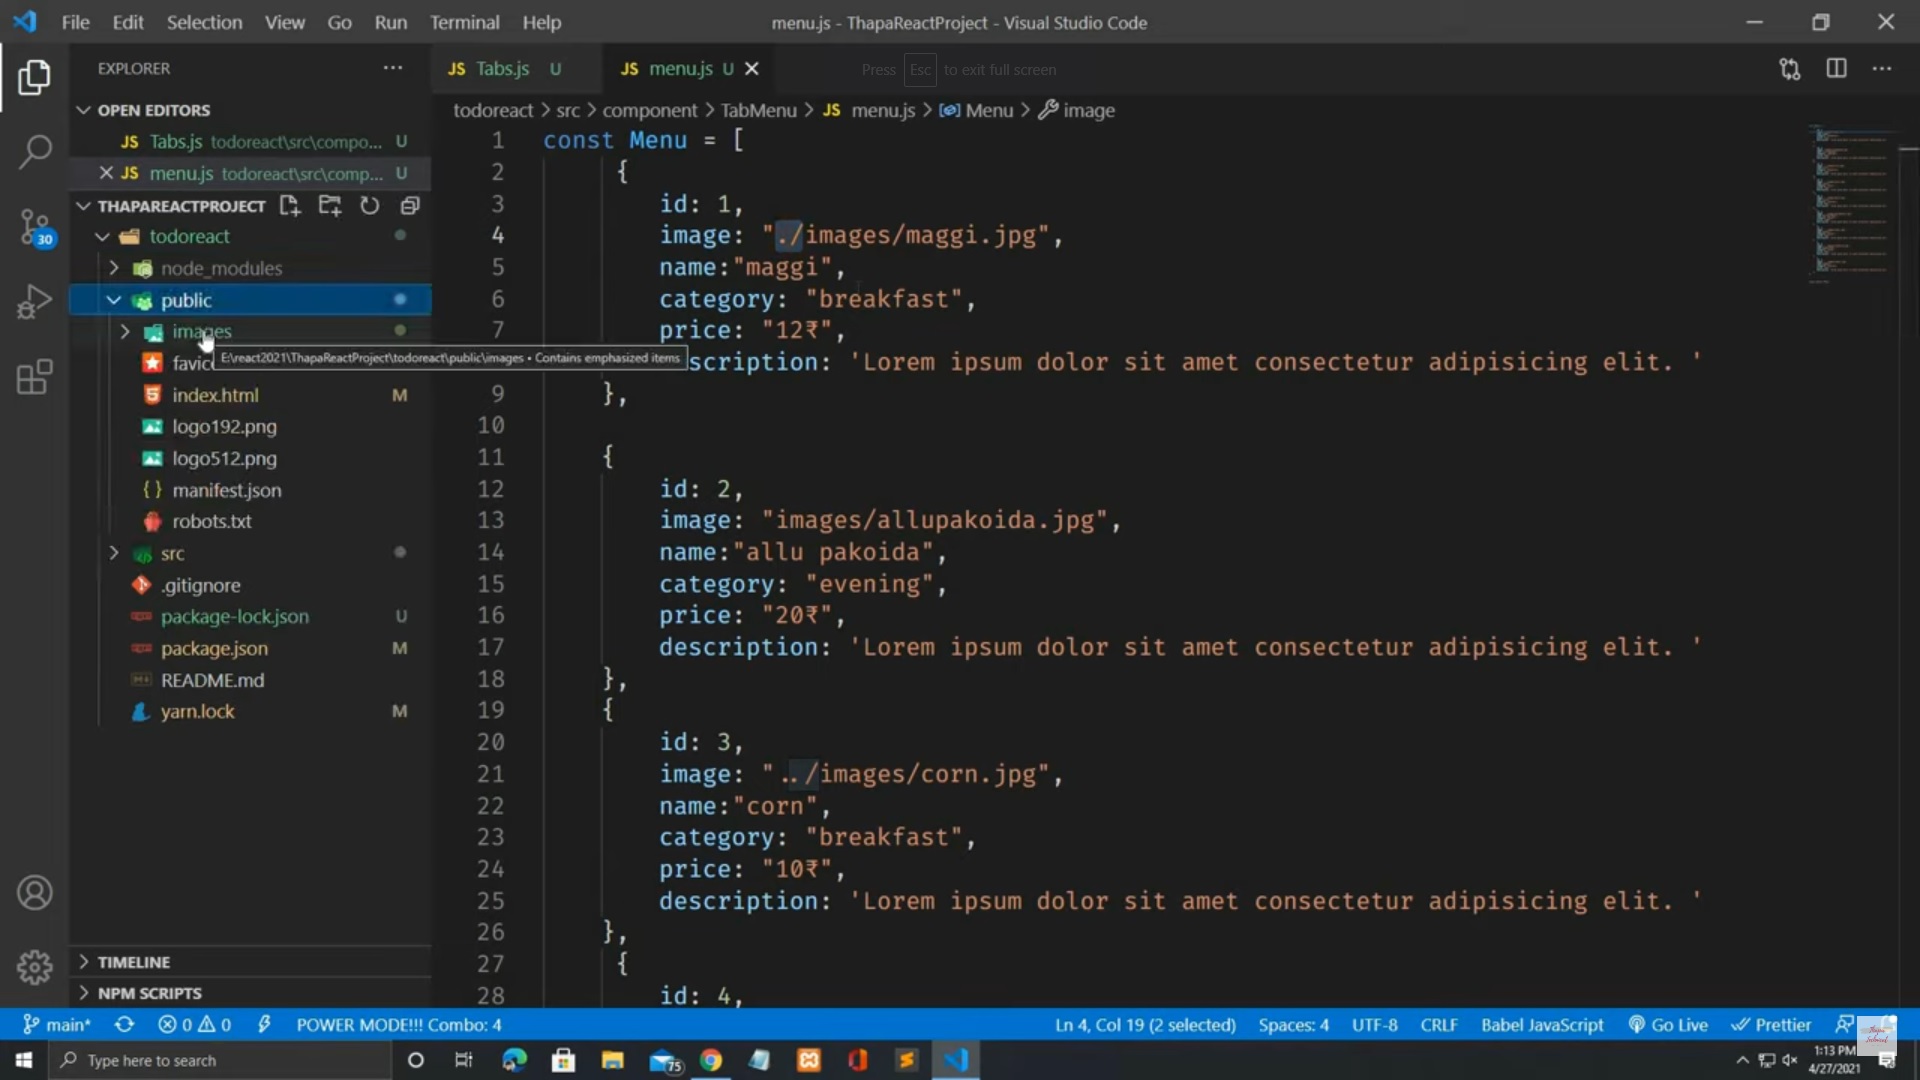 File Edit Selection View Go Run Terminal Help
menu.js - ThapaReactProject - Visual Studio Code
EXPLORER
JS Tabs.js U
JS menu.js U
Press Esc to exit full screen
OPEN EDITORS
JS Tabs.js todoreact\src\compo... U
JS menu.js todoreact\src\comp... U
THAPAREACTPROJECT
todoreact
node_modules
public
images
favic
E:\react2021\ThapaReactProject\todoreact\public\images • Contains emphasized items
index.html M
logo192.png
logo512.png
manifest.json
robots.txt
src
.gitignore
package-lock.json U
package.json M
README.md
yarn.lock M
TIMELINE
NPM SCRIPTS
30
todoreact > src > component > TabMenu > JS menu.js > Menu > image
1 const Menu = [
2 {
3 id: 1,
4 image: "./images/maggi.jpg",
5 name:"maggi",
6 category: "breakfast",
7 price: "12₹",
scription: 'Lorem ipsum dolor sit amet consectetur adipisicing elit. '
9 },
10
11 {
12 id: 2,
13 image: "images/allupakoida.jpg",
14 name:"allu pakoida",
15 category: "evening",
16 price: "20₹",
17 description: 'Lorem ipsum dolor sit amet consectetur adipisicing elit. '
18 },
19 {
20 id: 3,
21 image: "../images/corn.jpg",
22 name:"corn",
23 category: "breakfast",
24 price: "10₹",
25 description: 'Lorem ipsum dolor sit amet consectetur adipisicing elit. '
26 },
27 {
28 id: 4,
main* 0 0 POWER MODE!!! Combo: 4
Ln 4, Col 19 (2 selected) Spaces: 4 UTF-8 CRLF Babel JavaScript Go Live Prettier
Type here to search
75
1:13 PM
4/27/2021